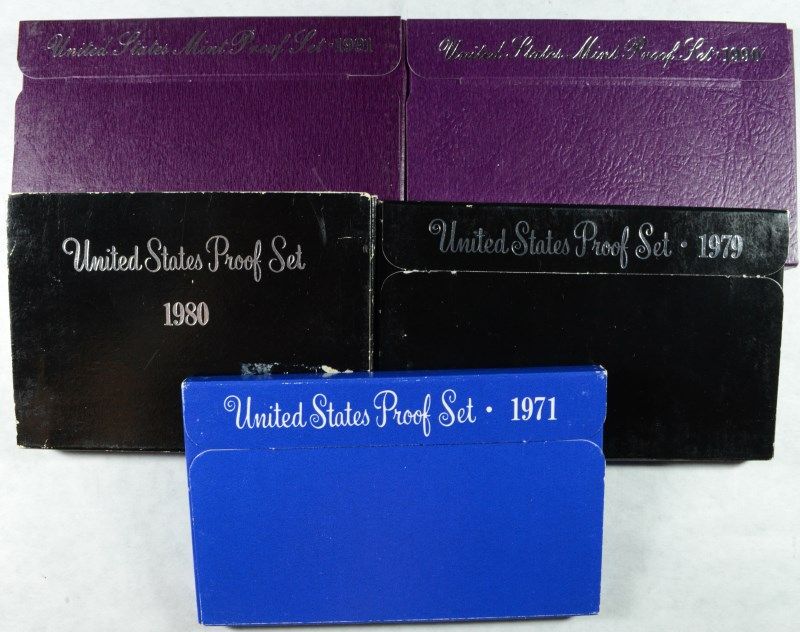 United States Mint Proof Set · 1991
United States Mint Proof Set · 1990
United States Proof Set
1980
United States Proof Set · 1979
United States Proof Set · 1971